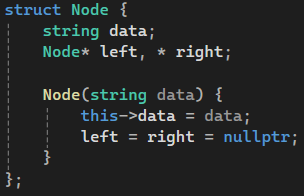 struct Node {
    string data;
    Node* left, * right;

    Node(string data) {
        this->data = data;
        left = right = nullptr;
    }
};